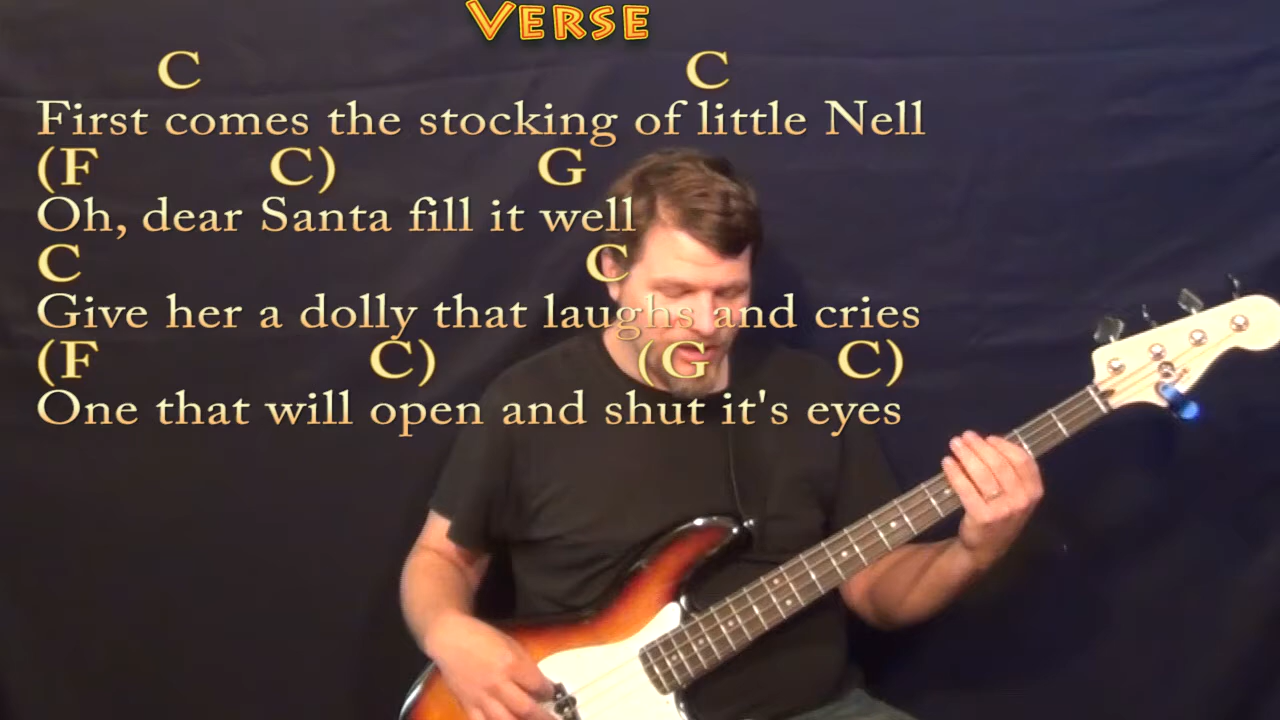 VERSE
C C
First comes the stocking of little Nell
(F C) G
Oh, dear Santa fill it well
C C
Give her a dolly that laughs and cries
(F C) (G C)
One that will open and shut it's eyes